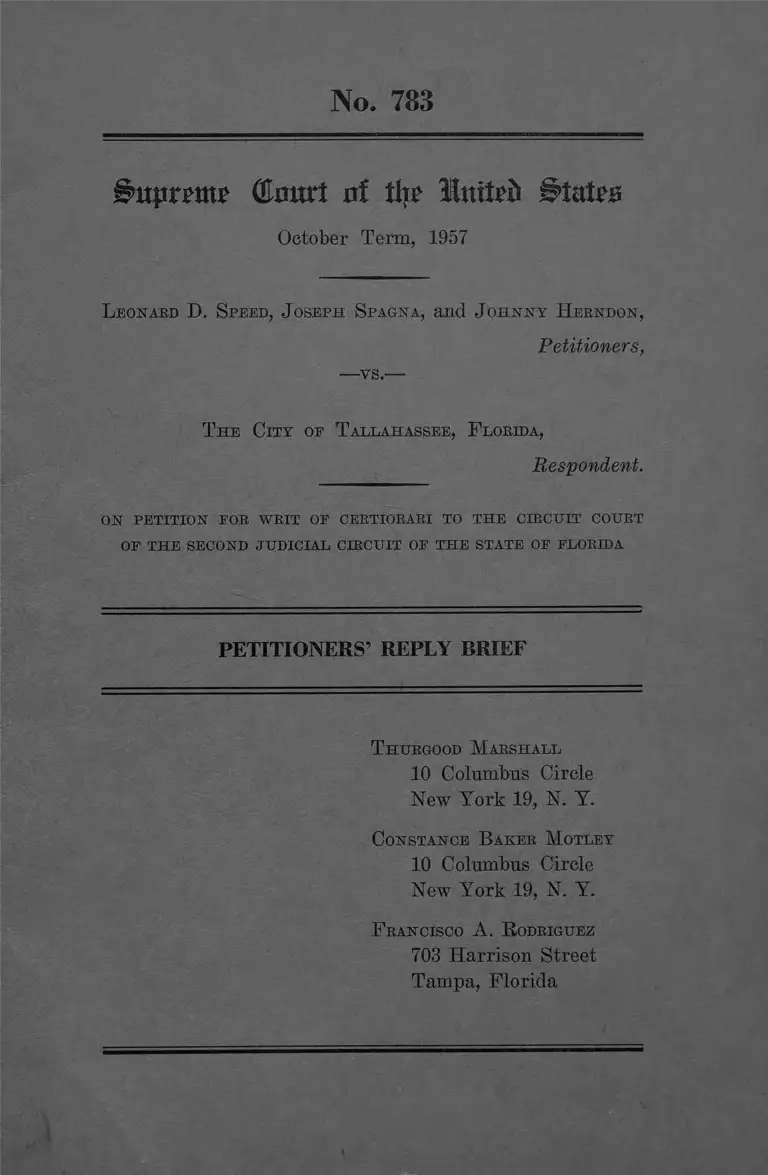 No. 783
Supreme Court of the United States
October Term, 1957
Leonard D. Speed, Joseph Spagna, and Johnny Herndon,
Petitioners,
—vs.—
The City of Tallahassee, Florida,
Respondent.
ON PETITION FOR WRIT OF CERTIORARI TO THE CIRCUIT COURT
OF THE SECOND JUDICIAL CIRCUIT OF THE STATE OF FLORIDA
PETITIONERS' REPLY BRIEF
Thurgood Marshall
10 Columbus Circle
New York 19, N. Y.
Constance Baker Motley
10 Columbus Circle
New York 19, N. Y.
Francisco A. Rodriguez
703 Harrison Street
Tampa, Florida